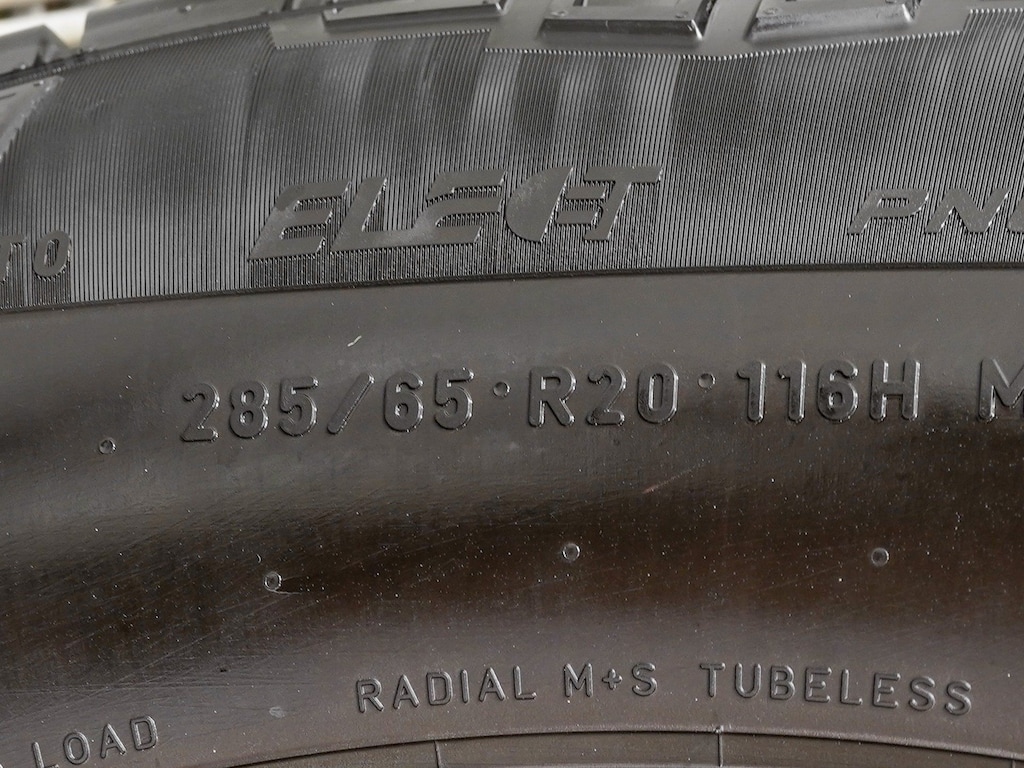 ELECT
285/65 R20 116H M
RADIAL M+S TUBELESS
LOAD